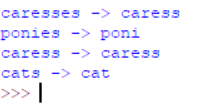 caresses -> caress
ponies -> poni
caress -> caress
cats -> cat
>>>